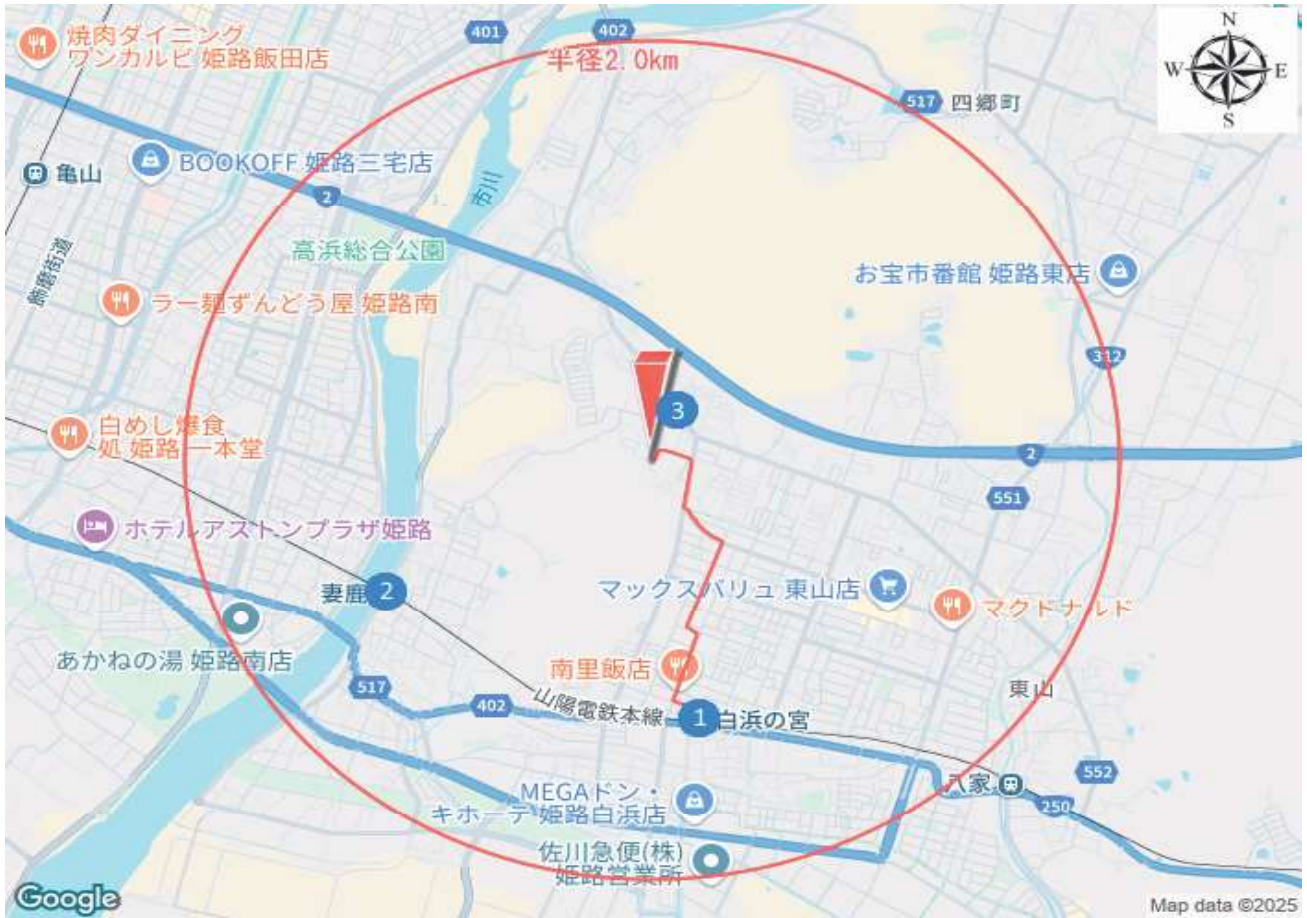 焼肉ダイニング
ワンカルビ 姫路飯田店
401
402
半径2.0km
N
W
E
S
517
四郷町
亀山
BOOKOFF 姫路三宅店
2
市川
高浜総合公園
飾磨街道
お宝市番館 姫路東店
ラー麺ずんどう屋 姫路南
312
3
白めし爆食
処 姫路 一本堂
2
551
ホテルアストンプラザ姫路
妻鹿
2
マックスバリュ 東山店
マクドナルド
あかねの湯 姫路南店
南里飯店
517
402
山陽電鉄本線
1
白浜の宮
東山
MEGAドン・
キホーテ 姫路白浜店
八家
552
250
佐川急便(株)
姫路営業所
Google
Map data ©2025